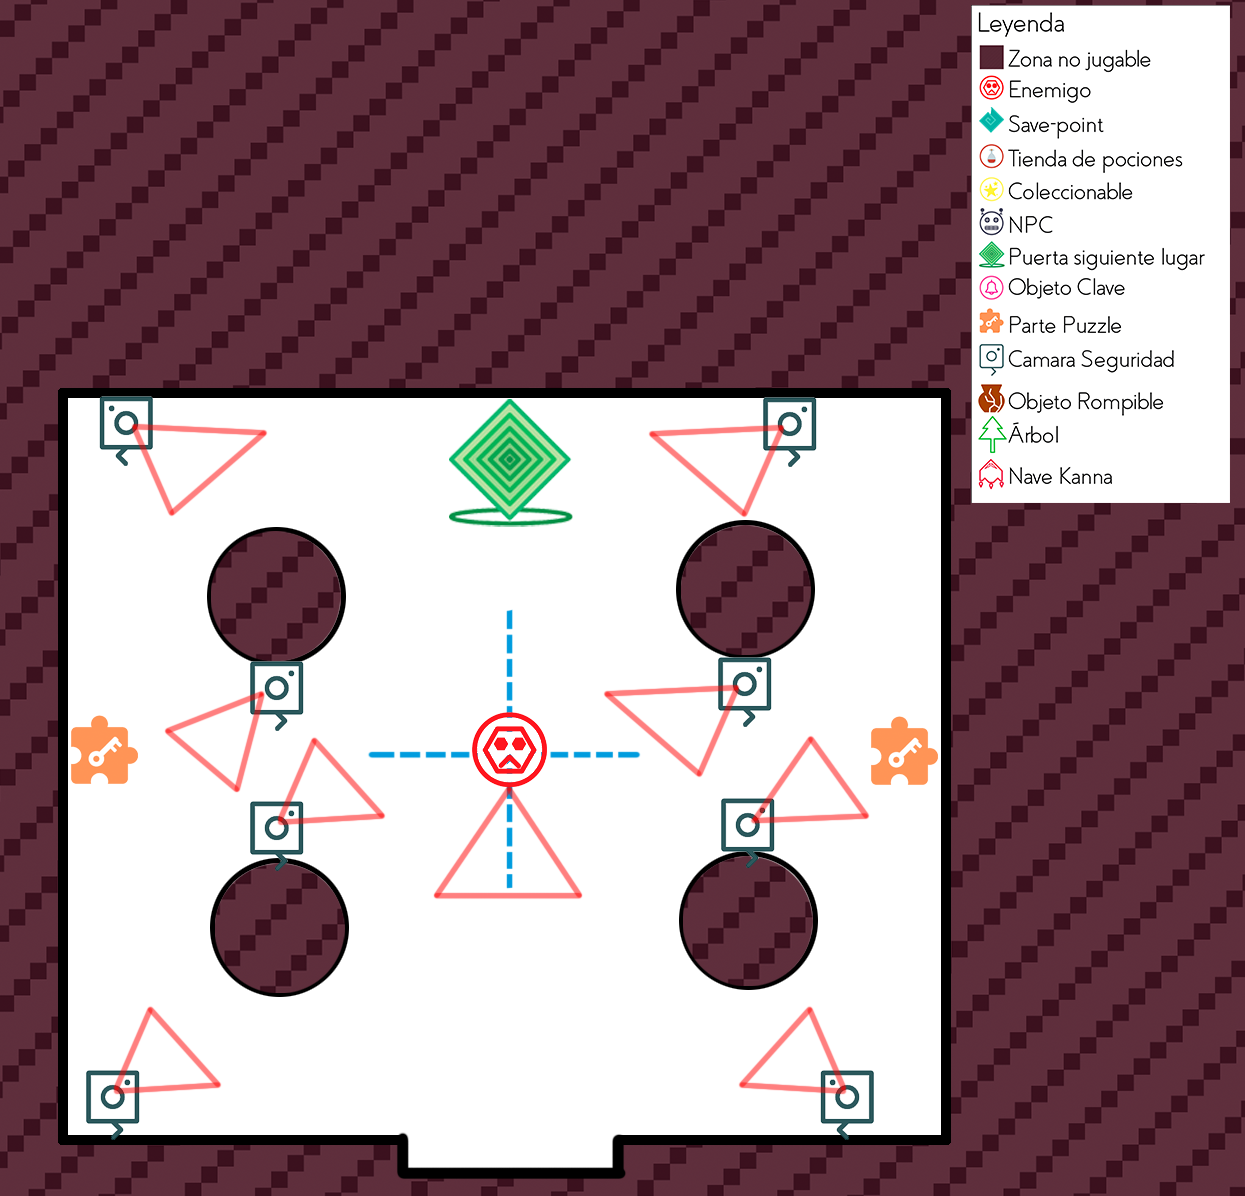 Leyenda
Zona no jugable
Enemigo
Save-point
Tienda de pociones
Coleccionable
NPC
Puerta siguiente lugar
Objeto Clave
Parte Puzzle
Camara Seguridad
Objeto Rompible
Árbol
Nave Kanna